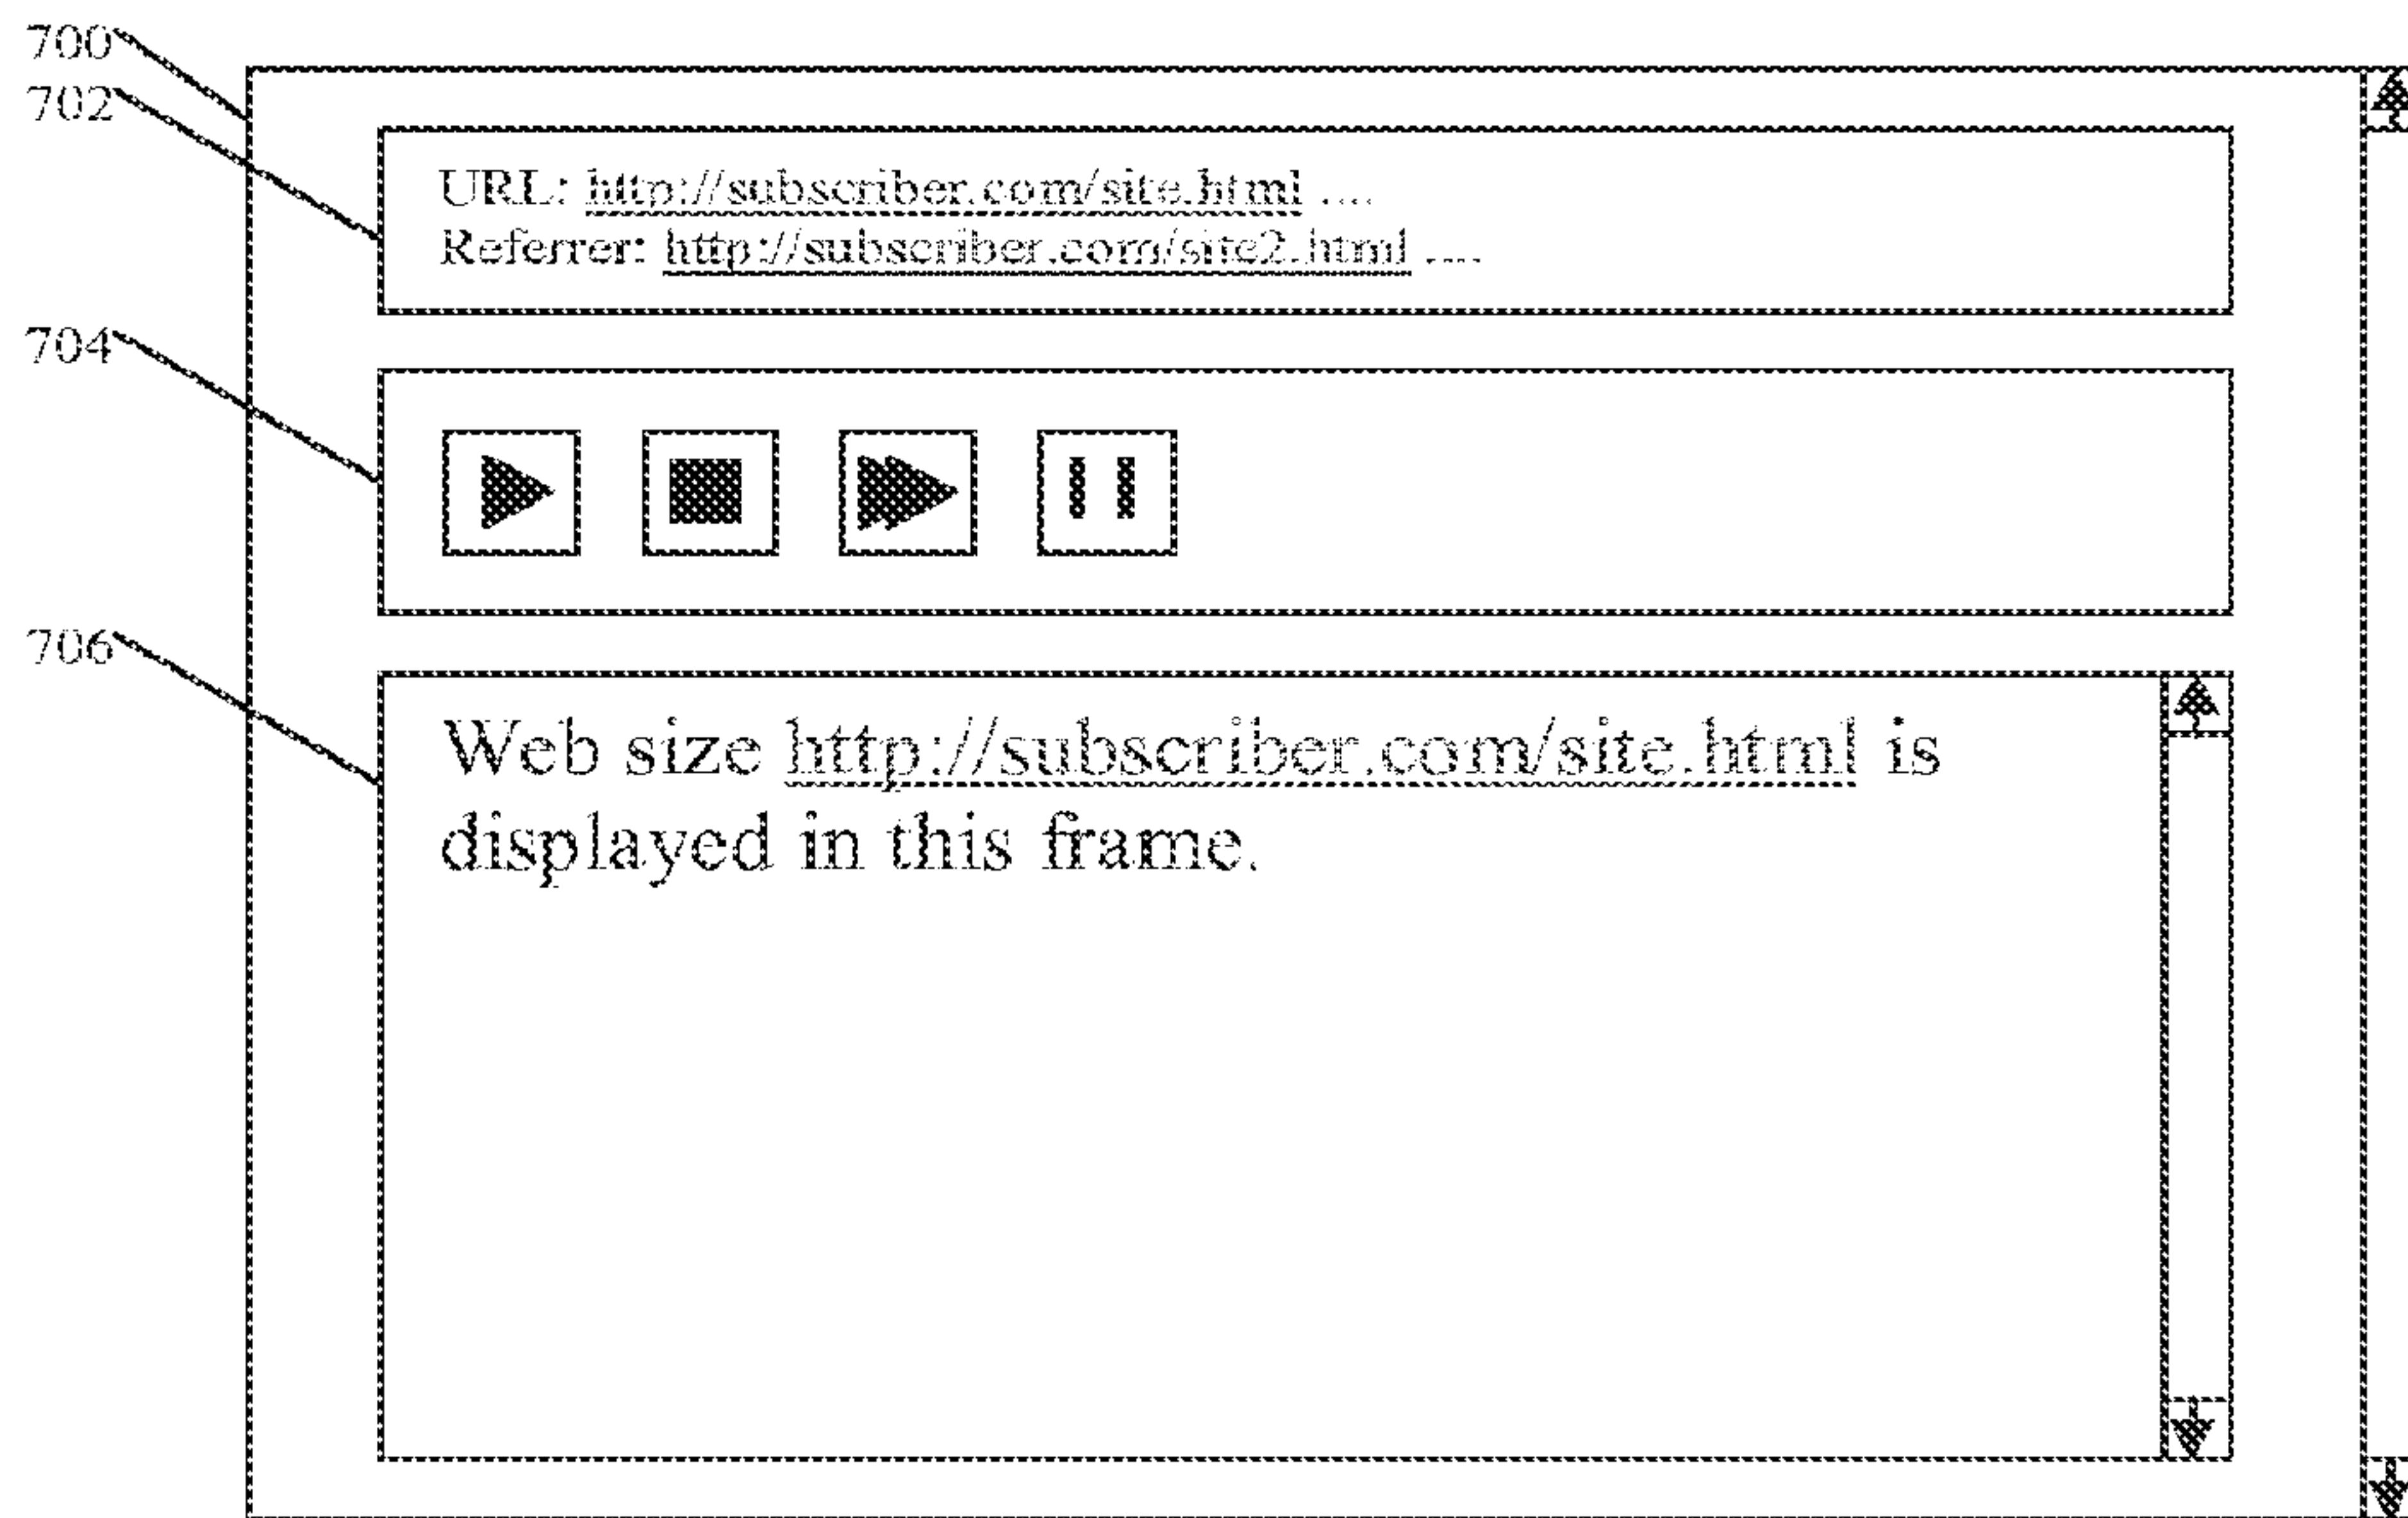 700
702
URL: http://subscriber.com/site.html ....
Referrer: http://subscriber.com/site2.html ....
704
706
Web size http://subscriber.com/site.html is
displayed in this frame.